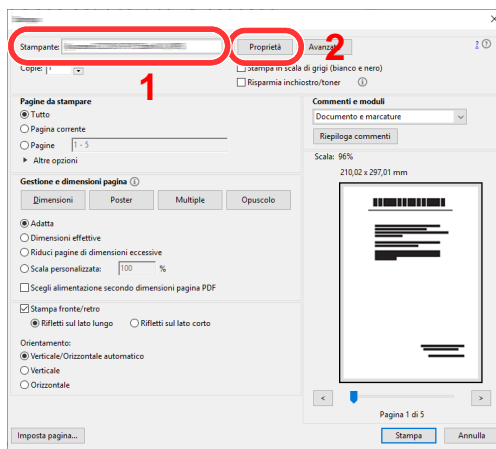 Stampante:
Proprietà
Avanzate
2
Copie: 1
1
2
Stampa in scala di grigi (bianco e nero)
Risparmia inchiostro/toner
Pagine da stampare
Tutto
Pagina corrente
Pagine 1 - 5
Altre opzioni
Gestione e dimensioni pagina
Dimensioni Poster Multiple Opuscolo
Adatta
Dimensioni effettive
Riduci pagine di dimensioni eccessive
Scala personalizzata: 100 %
Scegli alimentazione secondo dimensioni pagina PDF
Stampa fronte/retro
Rifletti sul lato lungo Rifletti sul lato corto
Orientamento:
Verticale/Orizzontale automatico
Verticale
Orizzontale
Commenti e moduli
Documento e marcature
Riepiloga commenti
Scala: 96%
210,02 x 297,01 mm
< >
Pagina 1 di 5
Imposta pagina... Stampa Annulla